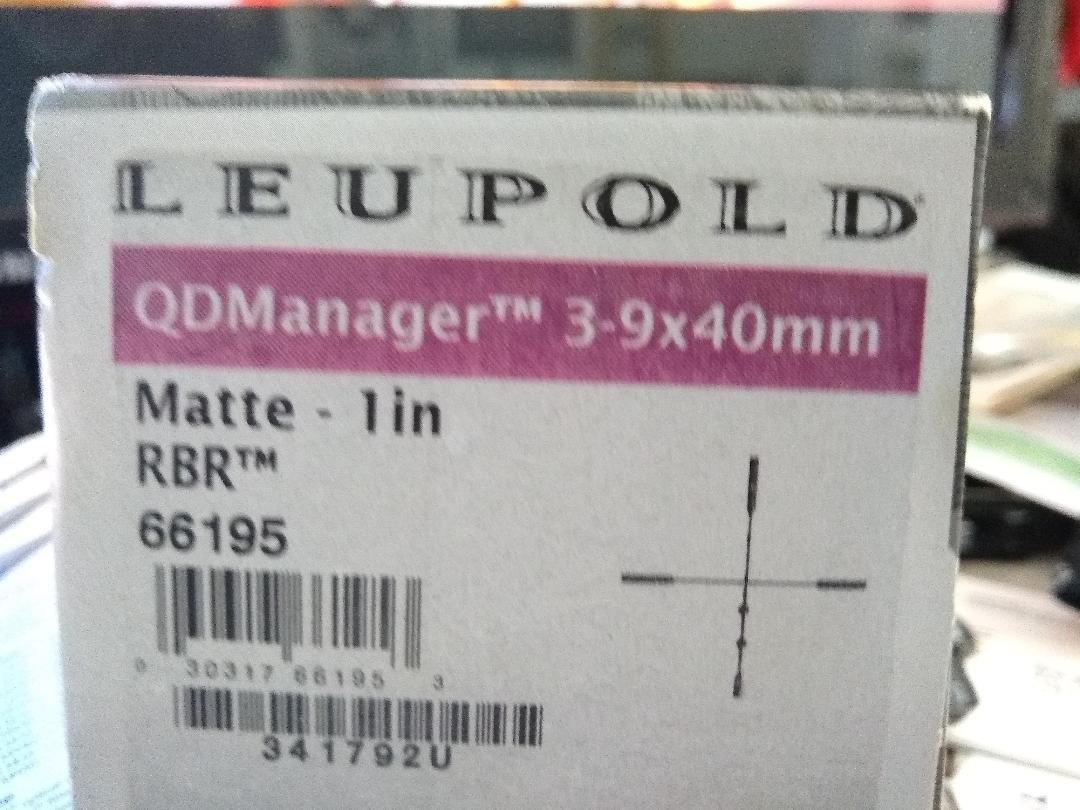 LEUPOLD
QDManager™ 3-9x40mm
Matte - 1in
RBR™
66195
0 30317 66195 3
341792U